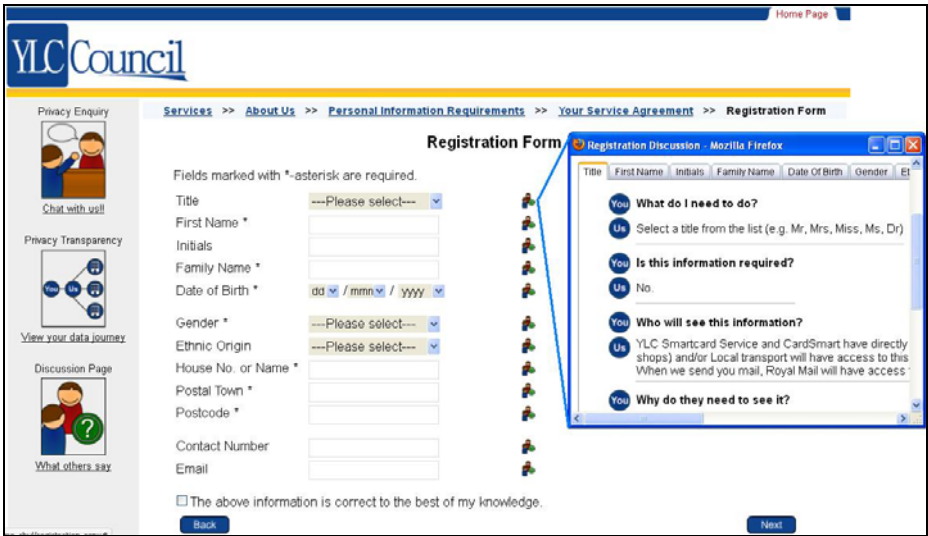 Home Page
YLC Council
Privacy Enquiry
Chat with us!!
Privacy Transparency
You Us
View your data journey
Discussion Page
?
What others say
Services >> About Us >> Personal Information Requirements >> Your Service Agreement >> Registration Form
Registration Form
Fields marked with *-asterisk are required.
Title ---Please select---
First Name *
Initials
Family Name *
Date of Birth * dd / mmm / yyyy
Gender * ---Please select---
Ethnic Origin ---Please select---
House No. or Name *
Postal Town *
Postcode *
Contact Number
Email
The above information is correct to the best of my knowledge.
Back Next
Registration Discussion - Mozilla Firefox
Title First Name Initials Family Name Date Of Birth Gender Et
You What do I need to do?
Us Select a title from the list (e.g. Mr, Mrs, Miss, Ms, Dr)
You Is this information required?
Us No.
You Who will see this information?
Us YLC Smartcard Service and CardSmart have directly
shops) and/or Local transport will have access to this
When we send you mail, Royal Mail will have access
You Why do they need to see it?